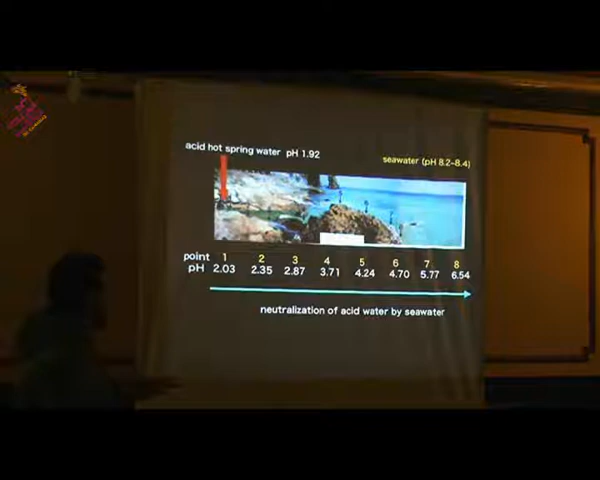 acid hot spring water pH 1.92
seawater (pH 8.2-8.4)
point 1 2 3 4 5 6 7 8
pH 2.03 2.35 2.87 3.71 4.24 4.70 5.77 6.54
neutralization of acid water by seawater